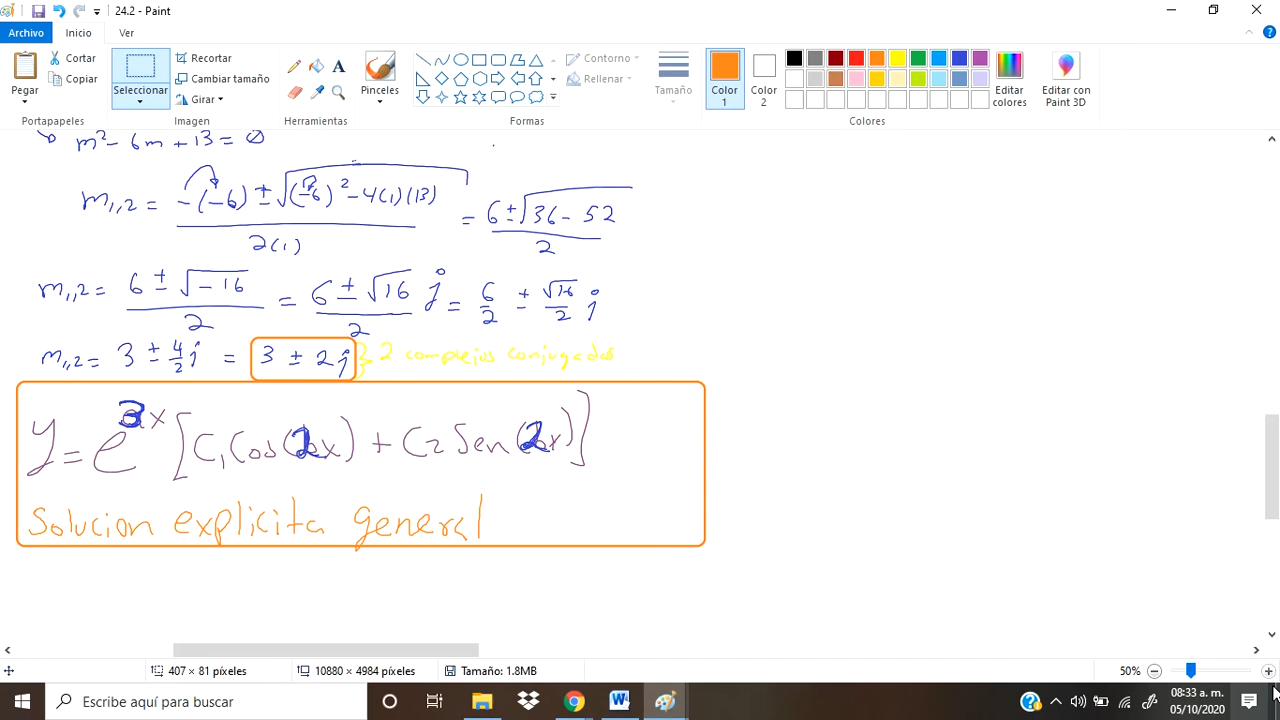 24.2 - Paint
Archivo Inicio Ver
Pegar Cortar Copiar Seleccionar Recortar Cambiar tamaño Girar A Pinceles Contorno Rellenar Tamaño Color 1 Color 2 Editar colores Editar con Paint 3D
Portapapeles Imagen Herramientas Formas Colores
m² - 6m + 13 = 0
m₁,₂ = -(-6) ± √(-6)² - 4(1)(13) / 2(1) = 6 ± √36 - 52 / 2
m₁,₂ = 6 ± √-16 / 2 = 6 ± √16 j / 2 = 6/2 ± √16/2 j
m₁,₂ = 3 ± 4/2 j = 3 ± 2j } 2 complejos conjugados
y = e^3x [C₁ Cos(2x) + C2 Sen(2x)]
Solucion explicita general
407 × 81 píxeles 10880 × 4984 píxeles Tamaño: 1.8MB 50%
Escribe aquí para buscar
08:33 a. m.
05/10/2020